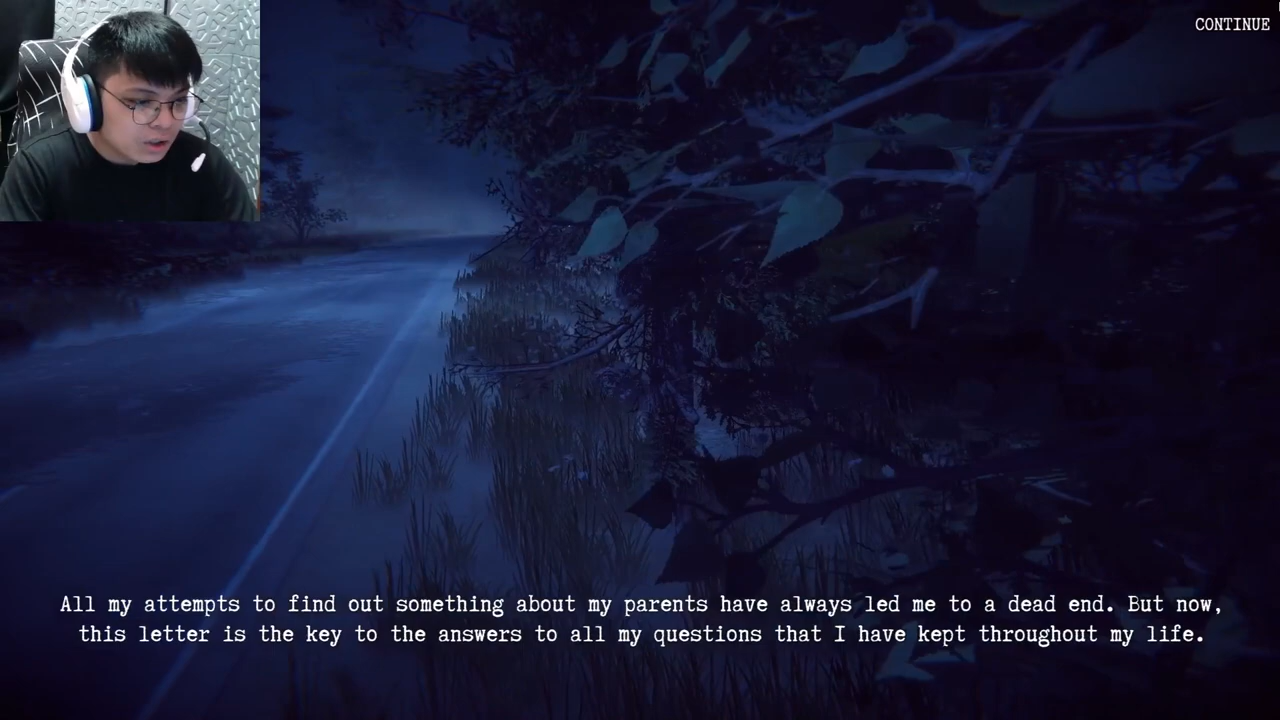 CONTINUE
All my attempts to find out something about my parents have always led me to a dead end. But now,
this letter is the key to the answers to all my questions that I have kept throughout my life.